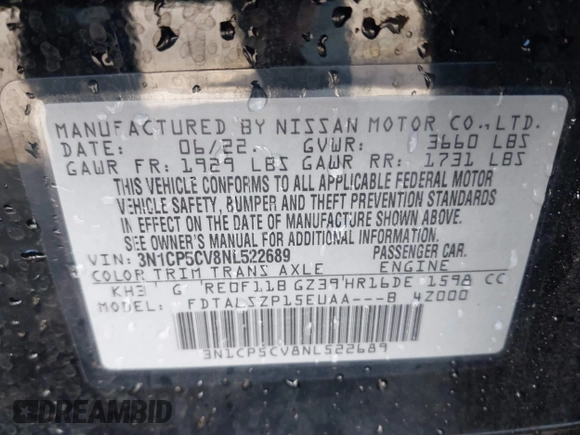 MANUFACTURED BY NISSAN MOTOR CO.,LTD.
DATE: 06/22 GVWR: 3660 LBS
GAWR FR: 1929 LBS GAWR RR: 1731 LBS
THIS VEHICLE CONFORMS TO ALL APPLICABLE FEDERAL MOTOR
VEHICLE SAFETY, BUMPER AND THEFT PREVENTION STANDARDS
IN EFFECT ON THE DATE OF MANUFACTURE SHOWN ABOVE.
SEE OWNER'S MANUAL FOR ADDITIONAL INFORMATION.
VIN: 3N1CP5CV8NL522689 PASSENGER CAR.
COLOR TRIM TRANS AXLE ENGINE
KH3 G RE0F11B GZ39 HR16DE 1598 CC
MODEL: FDTALSZP15EUAA---B 4Z000
3N1CP5CV8NL522689
DREAMBID